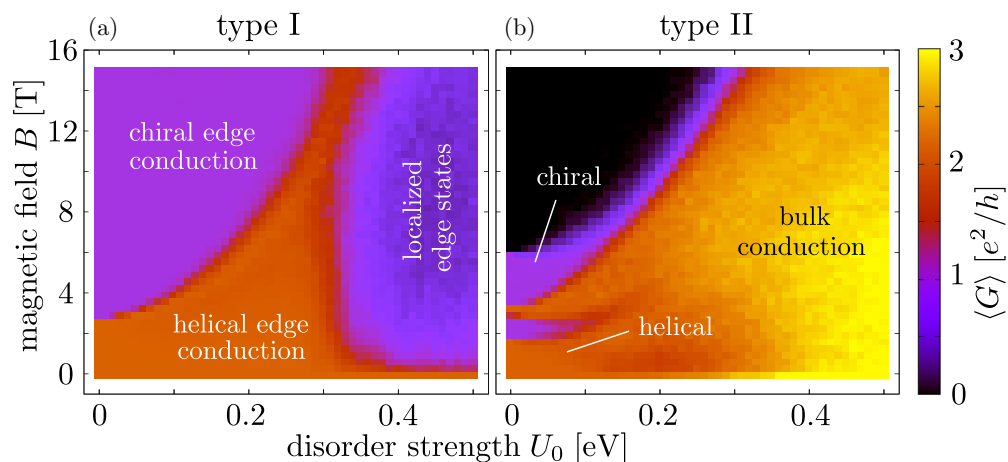 (a) type I
(b) type II
magnetic field B [T]
16
12
8
4
0
chiral edge
conduction
helical edge
conduction
localized
edge states
chiral
helical
bulk
conduction
0
0.2
0.4
0
0.2
0.4
disorder strength U₀ [eV]
3
2
1
0
⟨G⟩ [e²/h]